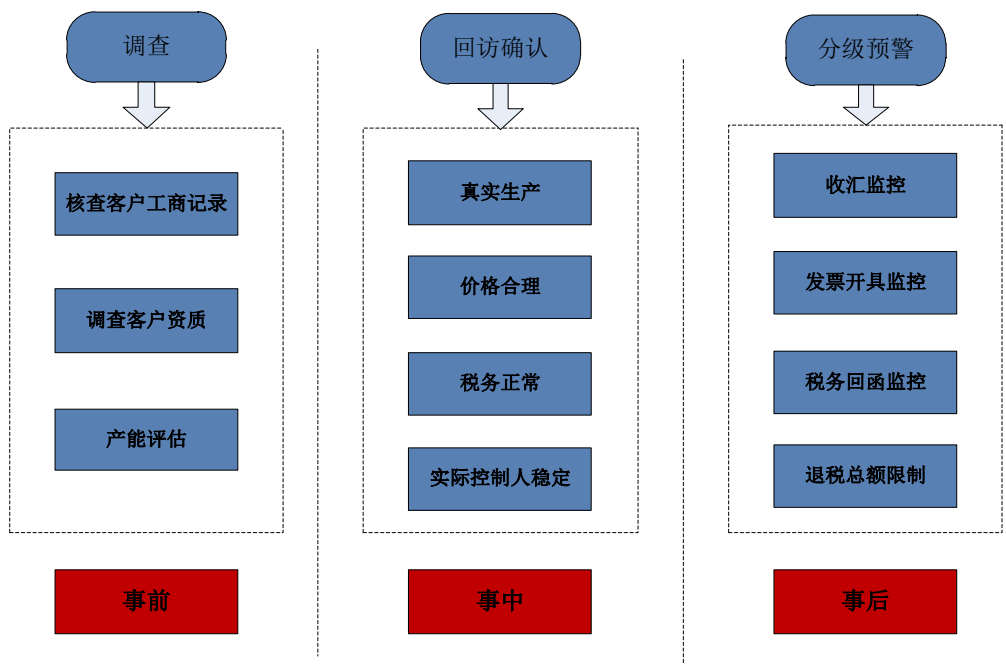 调查
核查客户工商记录
调查客户资质
产能评估
事前
回访确认
真实生产
价格合理
税务正常
实际控制人稳定
事中
分级预警
收汇监控
发票开具监控
税务回函监控
退税总额限制
事后